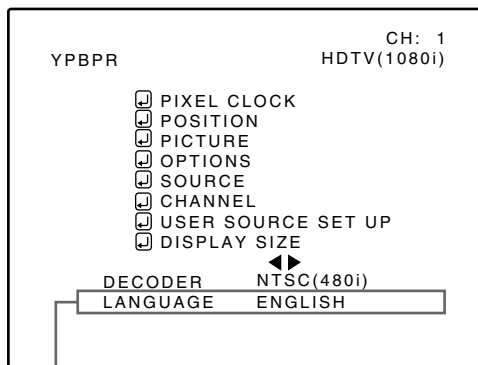 CH: 1
YPBPR HDTV(1080i)
PIXEL CLOCK
POSITION
PICTURE
OPTIONS
SOURCE
CHANNEL
USER SOURCE SET UP
DISPLAY SIZE
DECODER NTSC(480i)
LANGUAGE ENGLISH